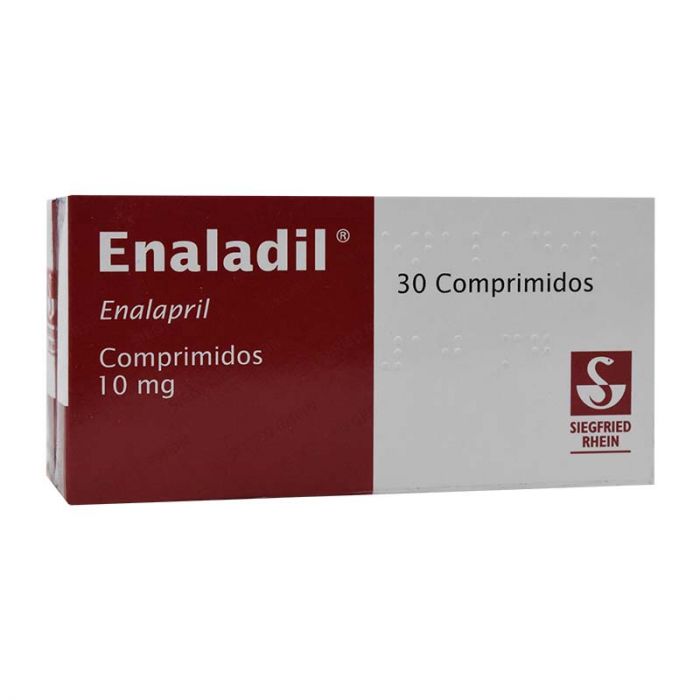 Enaladil®
Enalapril
Comprimidos
10 mg
30 Comprimidos
SIEGFRIED
RHEIN